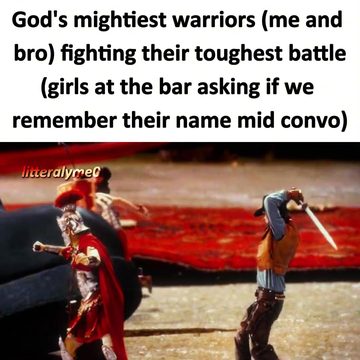 God's mightiest warriors (me and
bro) fighting their toughest battle
(girls at the bar asking if we
remember their name mid convo)
litteralyme0